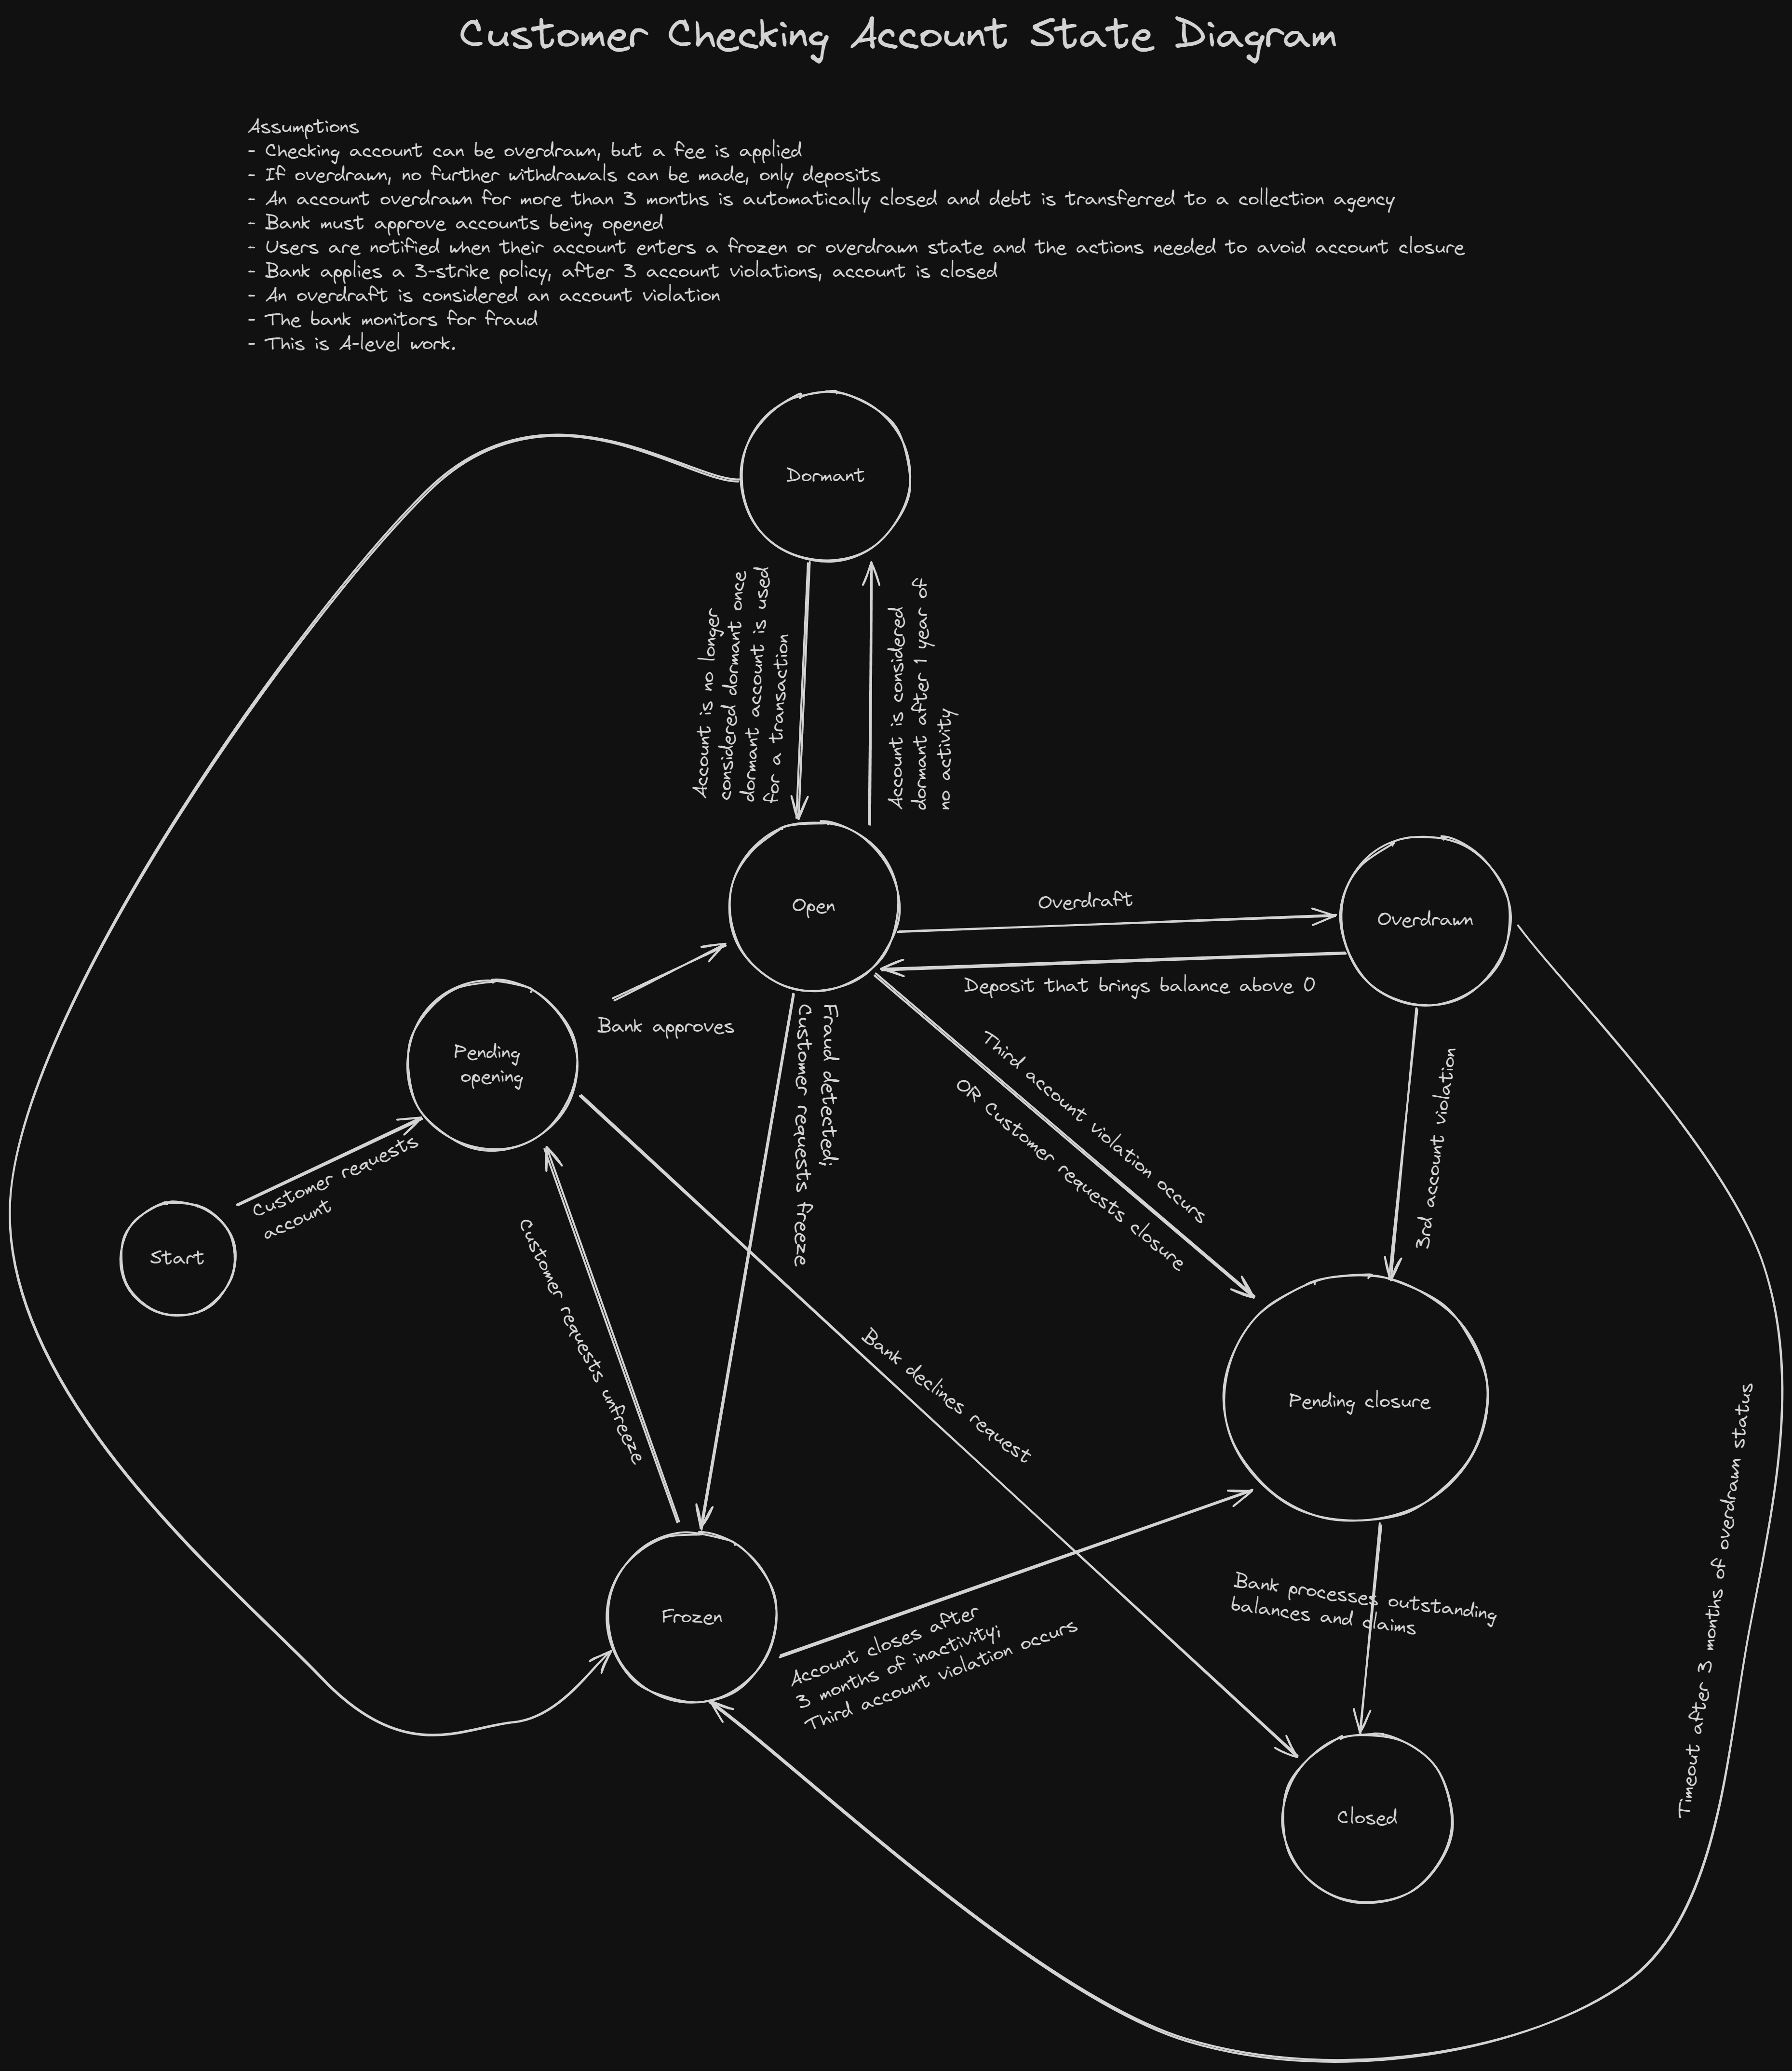 Customer Checking Account State Diagram
Assumptions
- Checking account can be overdrawn, but a fee is applied
- If overdrawn, no further withdrawals can be made, only deposits
- An account overdrawn for more than 3 months is automatically closed and debt is transferred to a collection agency
- Bank must approve accounts being opened
- Users are notified when their account enters a frozen or overdrawn state and the actions needed to avoid account closure
- Bank applies a 3-strike policy, after 3 account violations, account is closed
- An overdraft is considered an account violation
- The bank monitors for fraud
- This is A-level work.
Dormant
Account is no longer
considered dormant once
dormant account is used
for a transaction
Account is considered
dormant after 1 year of
no activity
Open
Overdraft
Overdrawn
Deposit that brings balance above 0
Bank approves
Pending
opening
Fraud detected;
Customer requests freeze
Third account violation occurs
OR Customer requests closure
3rd account violation
Customer requests
account
Start
Customer requests unfreeze
Bank declines request
Pending closure
Timeout after 3 months of overdrawn status
Bank processes outstanding
balances and claims
Frozen
Account closes after
3 months of inactivity;
Third account violation occurs
Closed